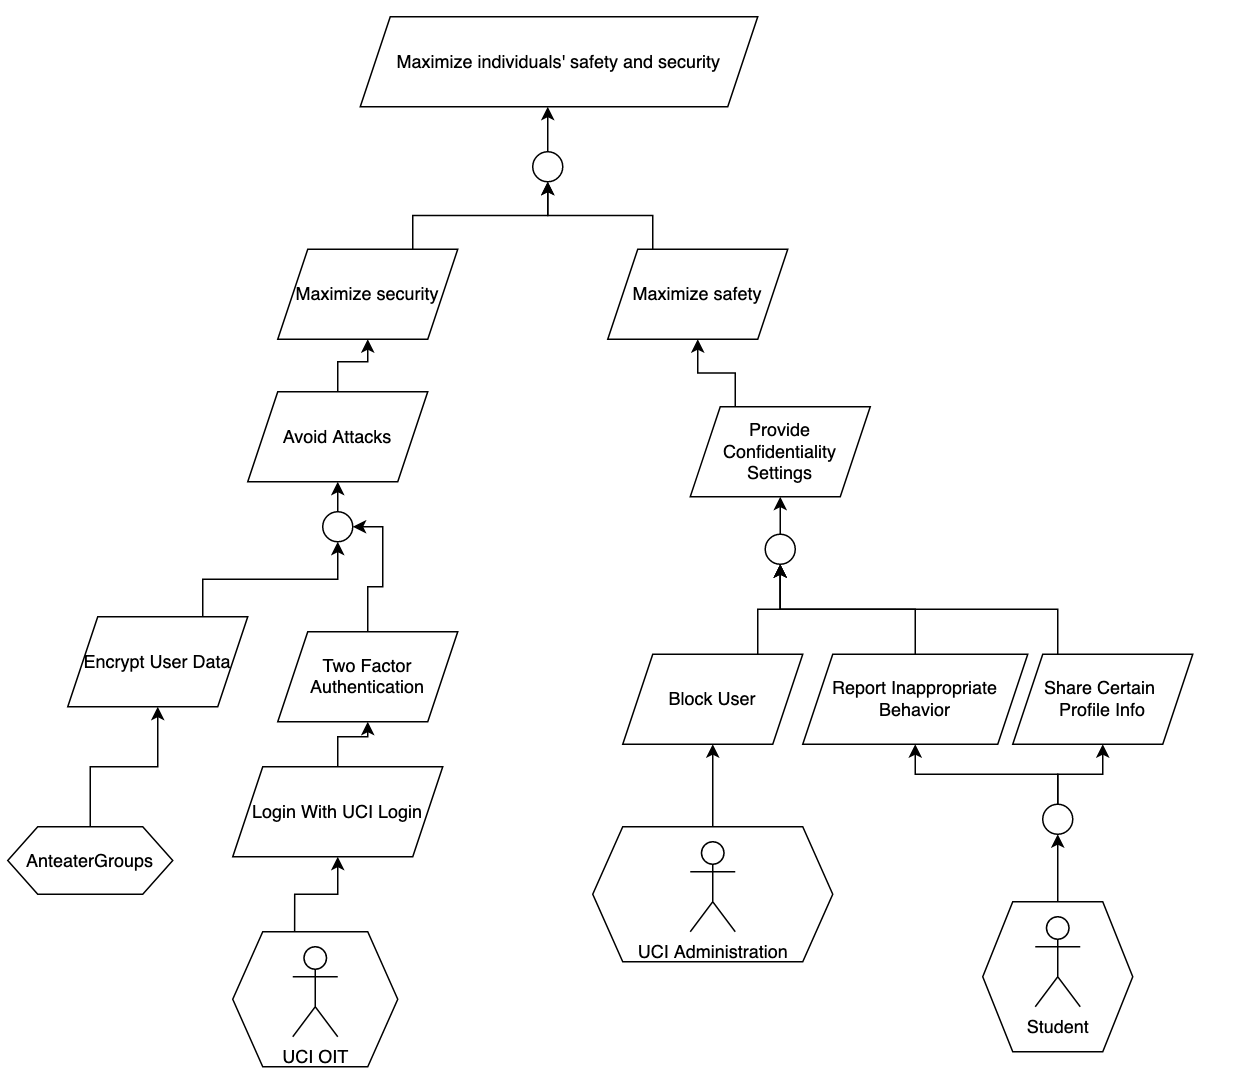 Maximize individuals' safety and security
Maximize security
Maximize safety
Avoid Attacks
Provide
Confidentiality
Settings
Encrypt User Data
Two Factor
Authentication
Block User
Report Inappropriate
Behavior
Share Certain
Profile Info
Login With UCI Login
AnteaterGroups
UCI Administration
Student
UCI OIT